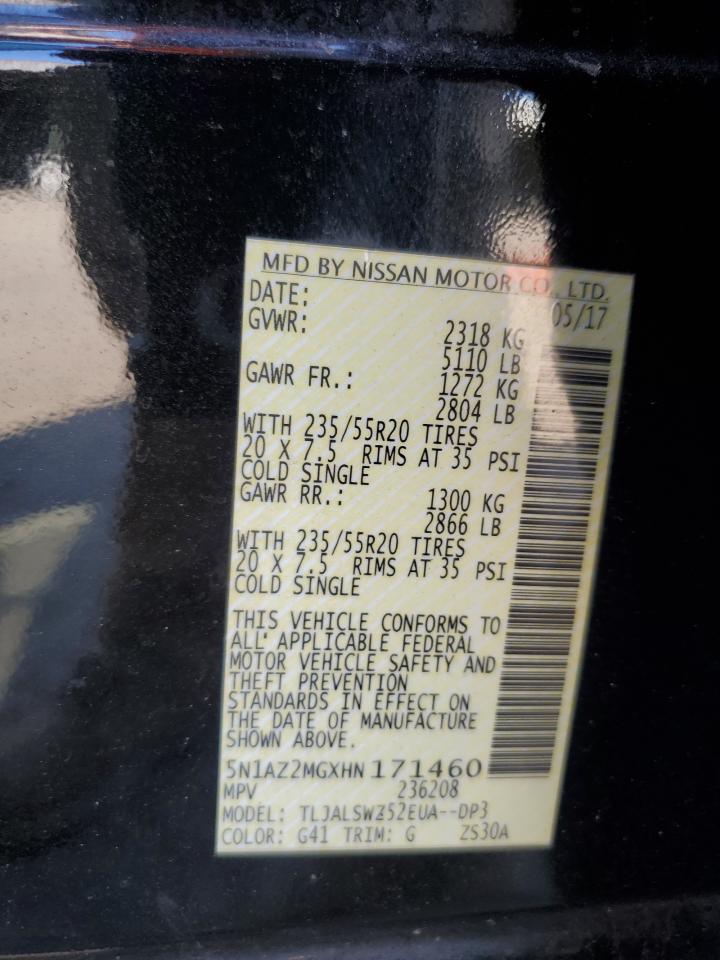 MFD BY NISSAN MOTOR CO., LTD.
DATE: 05/17
GVWR: 2318 KG
5110 LB
GAWR FR.: 1272 KG
2804 LB
WITH 235/55R20 TIRES
20 X 7.5 RIMS AT 35 PSI
COLD SINGLE
GAWR RR.: 1300 KG
2866 LB
WITH 235/55R20 TIRES
20 X 7.5 RIMS AT 35 PSI
COLD SINGLE
THIS VEHICLE CONFORMS TO
ALL APPLICABLE FEDERAL
MOTOR VEHICLE SAFETY AND
THEFT PREVENTION
STANDARDS IN EFFECT ON
THE DATE OF MANUFACTURE
SHOWN ABOVE.
5N1AZ2MGXHN171460
MPV 236208
MODEL: TLJALSWZ52EUA--DP3
COLOR: G41 TRIM: G ZS30A